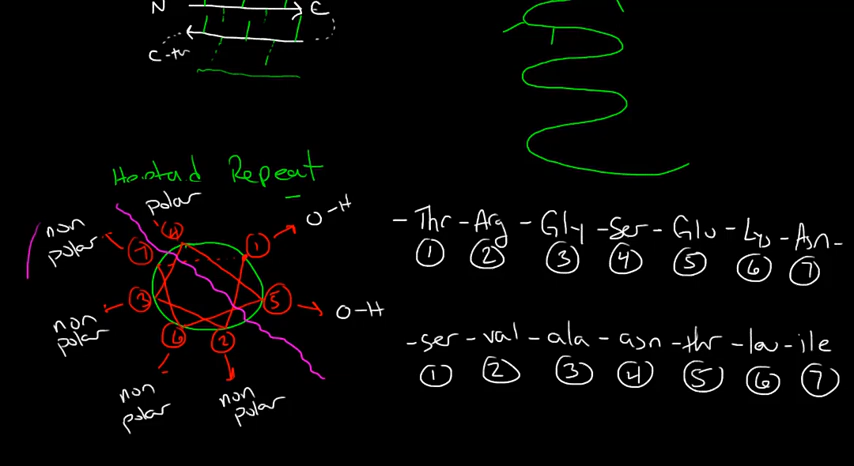 N C
C-tr
Heptad Repeat
polar
non polar
4 1 O-H
7
3 5 O-H
non polar
6 2
non polar
non polar
-Thr-Arg-Gly-Ser-Glu-Lys-Asn-
1 2 3 4 5 6 7
-ser-val-ala-asn-thr-leu-ile
1 2 3 4 5 6 7